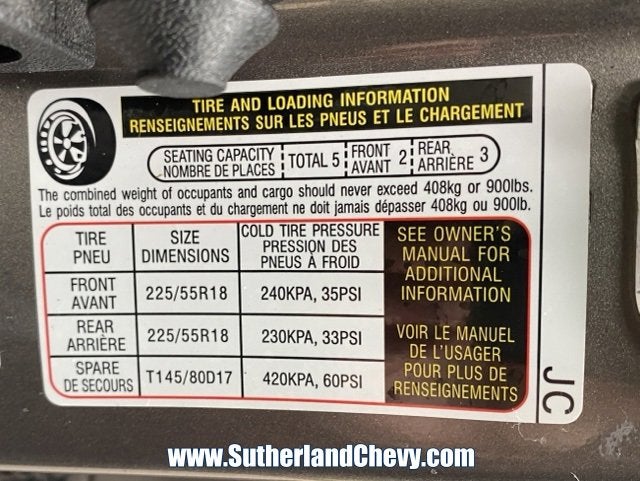 TIRE AND LOADING INFORMATION
RENSEIGNEMENTS SUR LES PNEUS ET LE CHARGEMENT
SEATING CAPACITY
NOMBRE DE PLACES
TOTAL 5
FRONT
AVANT 2
REAR
ARRIÈRE 3
The combined weight of occupants and cargo should never exceed 408kg or 900lbs.
Le poids total des occupants et du chargement ne doit jamais dépasser 408kg ou 900lb.
TIRE
PNEU
SIZE
DIMENSIONS
COLD TIRE PRESSURE
PRESSION DES
PNEUS À FROID
FRONT
AVANT
225/55R18
240KPA, 35PSI
REAR
ARRIÈRE
225/55R18
230KPA, 33PSI
SPARE
DE SECOURS
T145/80D17
420KPA, 60PSI
SEE OWNER'S
MANUAL FOR
ADDITIONAL
INFORMATION
VOIR LE MANUEL
DE L'USAGER
POUR PLUS DE
RENSEIGNEMENTS
JC
www.SutherlandChevy.com